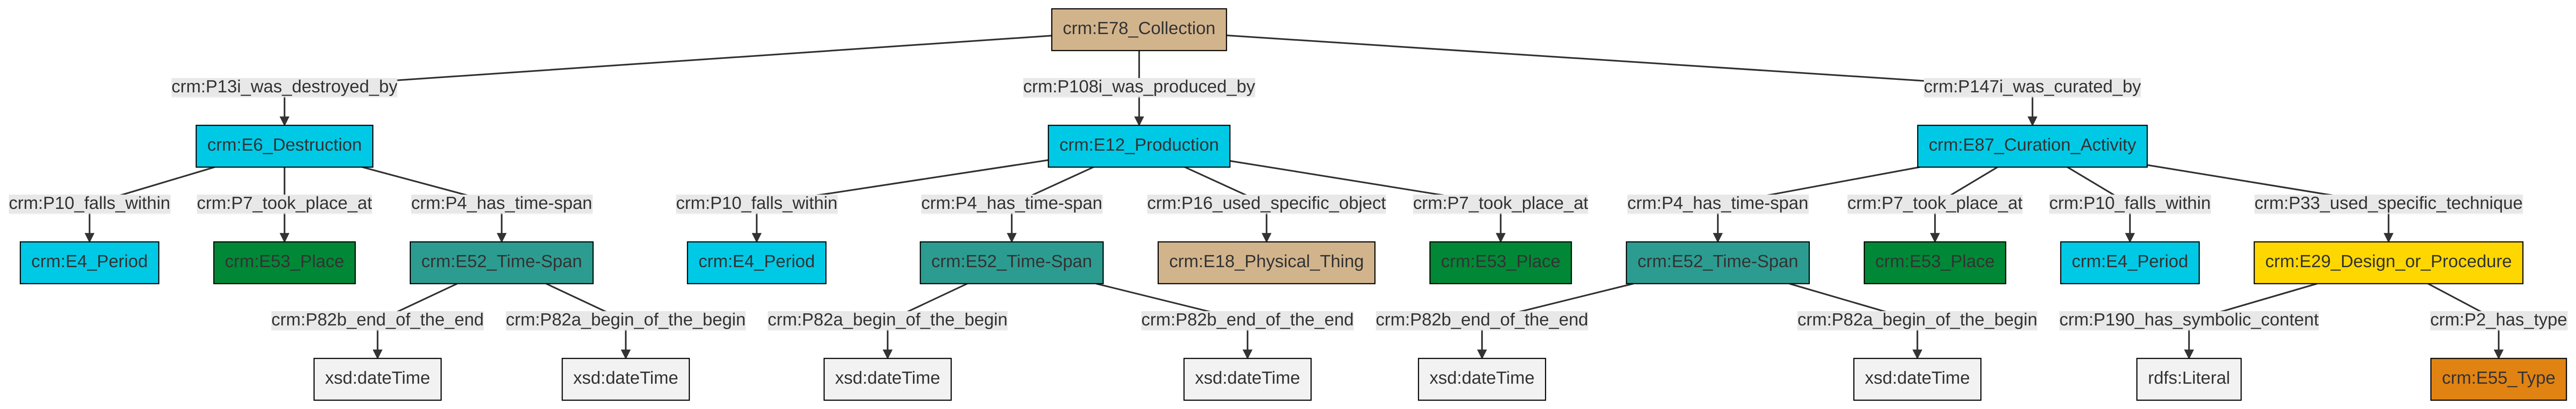 crm:E78_Collection
crm:P13i_was_destroyed_by
crm:P108i_was_produced_by
crm:P147i_was_curated_by
crm:E6_Destruction
crm:E12_Production
crm:E87_Curation_Activity
crm:P10_falls_within
crm:P7_took_place_at
crm:P4_has_time-span
crm:P10_falls_within
crm:P4_has_time-span
crm:P16_used_specific_object
crm:P7_took_place_at
crm:P4_has_time-span
crm:P7_took_place_at
crm:P10_falls_within
crm:P33_used_specific_technique
crm:E4_Period
crm:E53_Place
crm:E52_Time-Span
crm:E4_Period
crm:E52_Time-Span
crm:E18_Physical_Thing
crm:E53_Place
crm:E52_Time-Span
crm:E53_Place
crm:E4_Period
crm:E29_Design_or_Procedure
crm:P82b_end_of_the_end
crm:P82a_begin_of_the_begin
crm:P82a_begin_of_the_begin
crm:P82b_end_of_the_end
crm:P82b_end_of_the_end
crm:P82a_begin_of_the_begin
crm:P190_has_symbolic_content
crm:P2_has_type
xsd:dateTime
xsd:dateTime
xsd:dateTime
xsd:dateTime
xsd:dateTime
xsd:dateTime
rdfs:Literal
crm:E55_Type